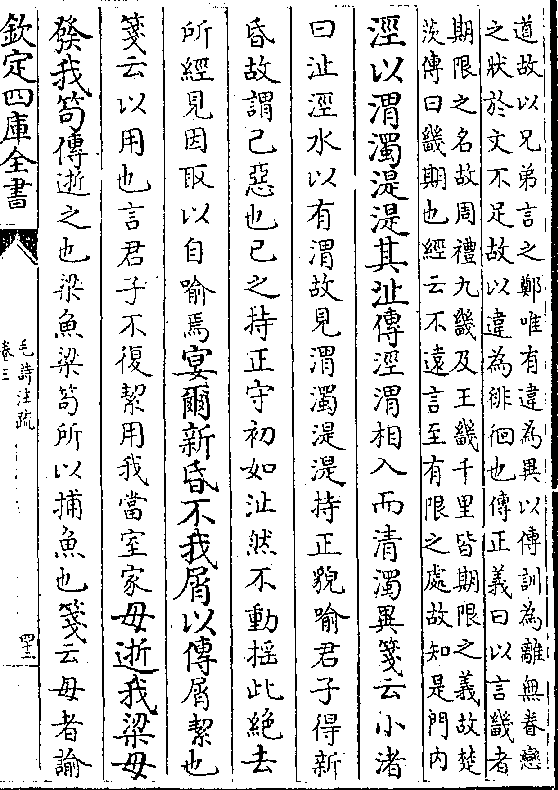 道故以兄弟言之鄭唯有違為異以傳訓為離無眷戀
之狀於文不足故以違為徘徊也傳正義曰以言畿者
期限之名故周禮九畿及王畿千里皆期限之義故楚
茨傳曰畿期也經云不遠言至有限之處故知是門内
涇以渭濁湜湜其沚傳涇渭相入而清濁異箋云小渚
曰沚涇水以有渭故見渭濁湜湜持正貌喻君子得新
昏故謂已惡也已之持正守初如沚然不動揺此絶去
所經見因取以自喻焉宴爾新昏不我屑以傳屑絜也
箋云以用也言君子不復絜用我當室家毋逝我梁毋
發我笱傳逝之也梁魚梁笱所以捕魚也箋云毋者諭
欽定四庫全書
毛詩注疏
卷三
四十三